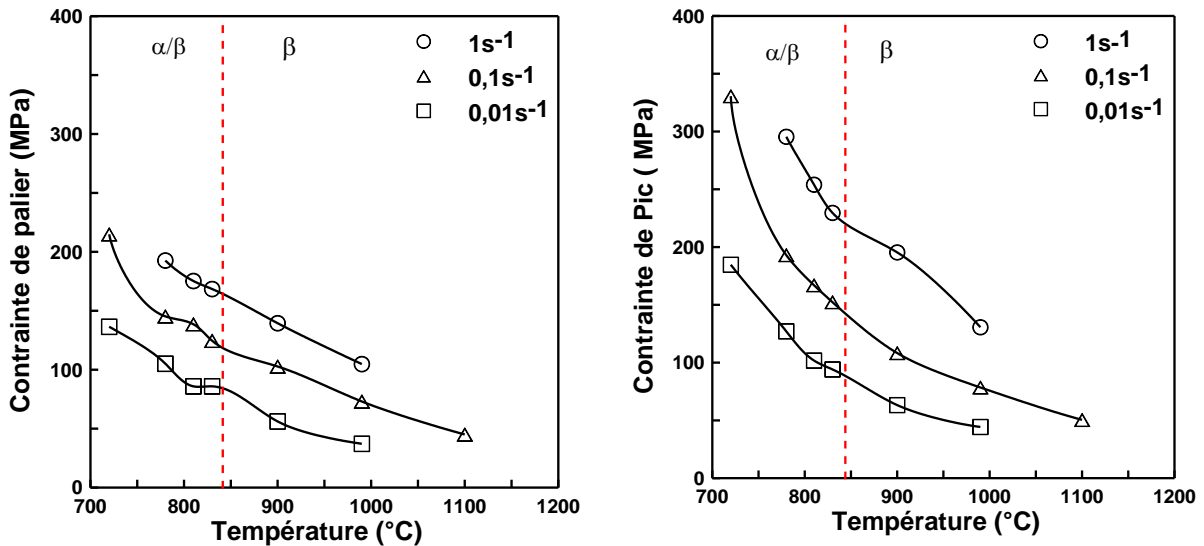 400
300
200
100
0
Contrainte de palier (MPa)
α/β
β
1s-1
0,1s-1
0,01s-1
700 800 900 1000 1100 1200
Température (°C)
400
300
200
100
0
Contrainte de Pic ( MPa)
α/β
β
1s-1
0,1s-1
0,01s-1
700 800 900 1000 1100 1200
Température (°C)